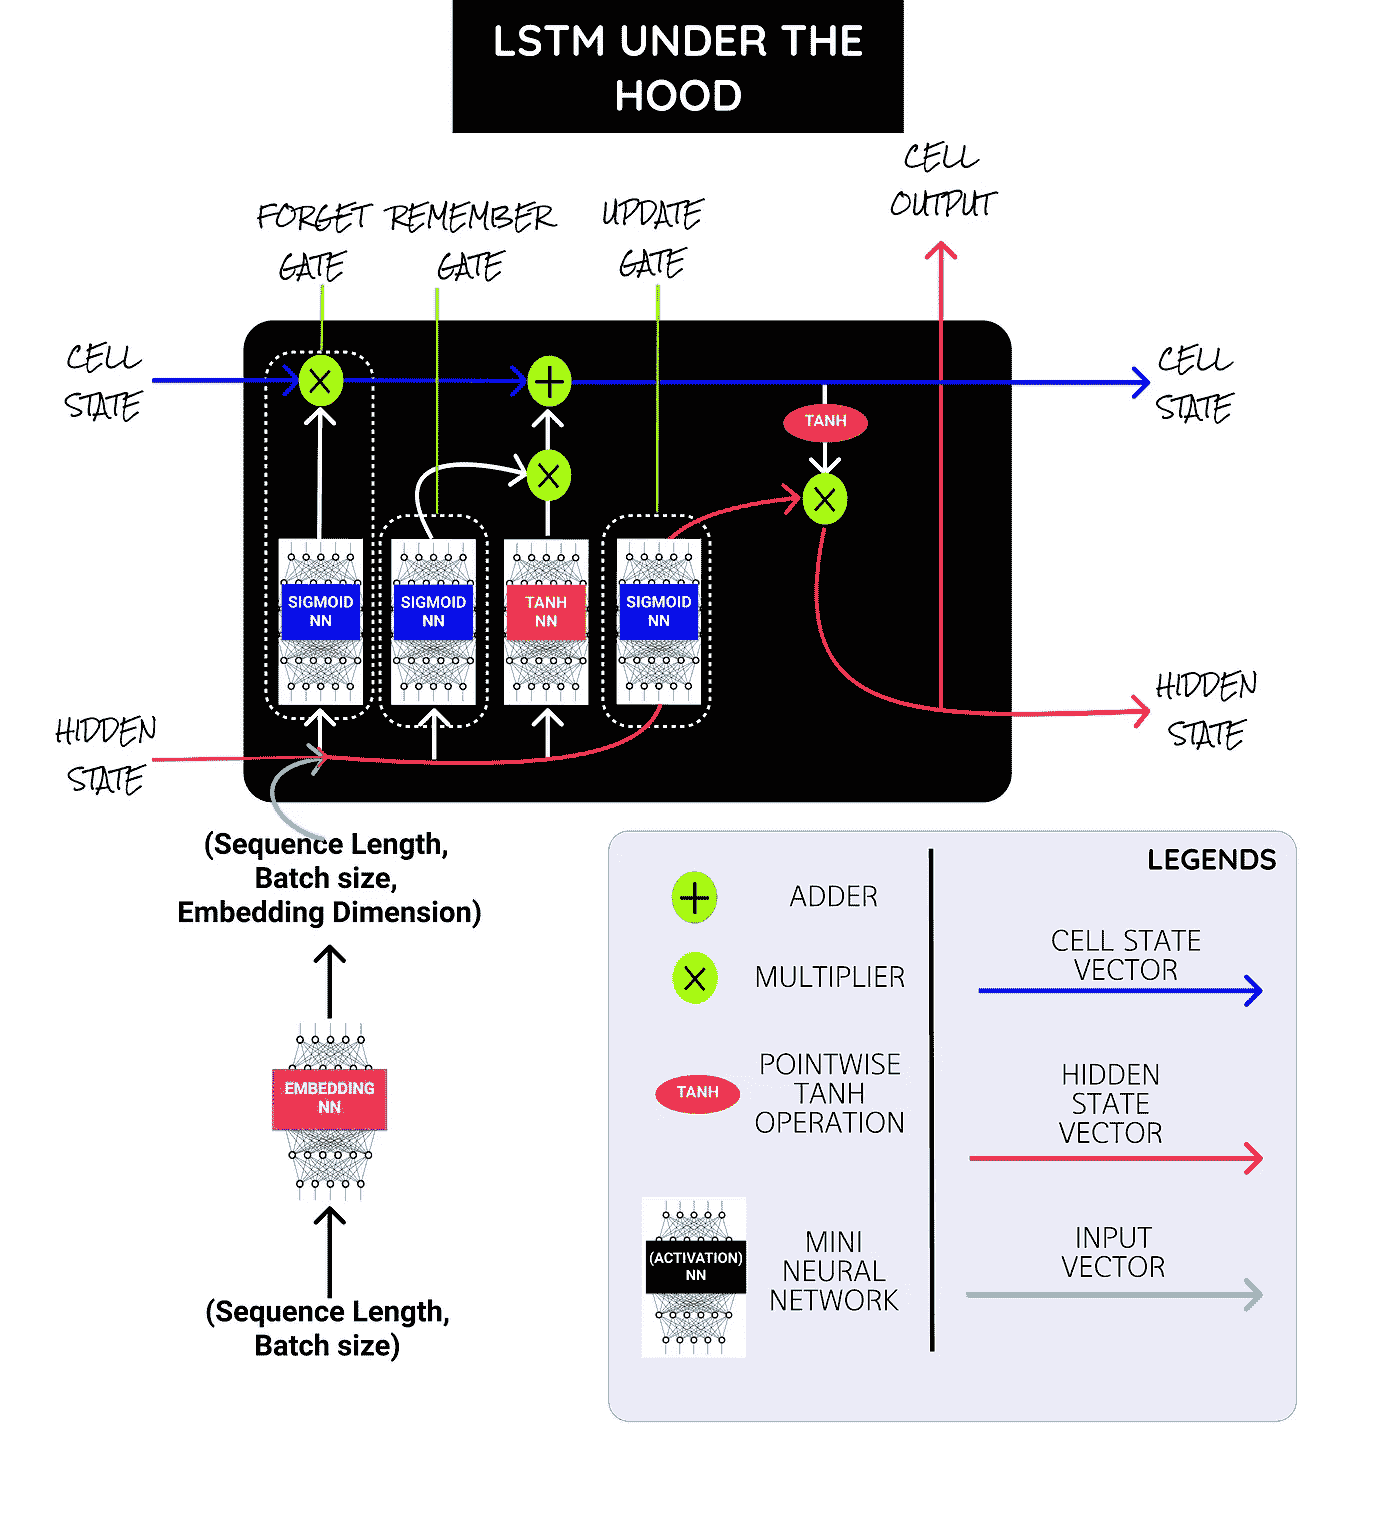 LSTM UNDER THE
HOOD
CELL
OUTPUT
FORGET
GATE
REMEMBER
GATE
UPDATE
GATE
CELL
STATE
CELL
STATE
TANH
SIGMOID
NN
SIGMOID
NN
TANH
NN
SIGMOID
NN
HIDDEN
STATE
HIDDEN
STATE
(Sequence Length,
Batch size,
Embedding Dimension)
EMBEDDING
NN
(Sequence Length,
Batch size)
LEGENDS
ADDER
MULTIPLIER
TANH
POINTWISE
TANH
OPERATION
(ACTIVATION)
NN
MINI
NEURAL
NETWORK
CELL STATE
VECTOR
HIDDEN
STATE
VECTOR
INPUT
VECTOR